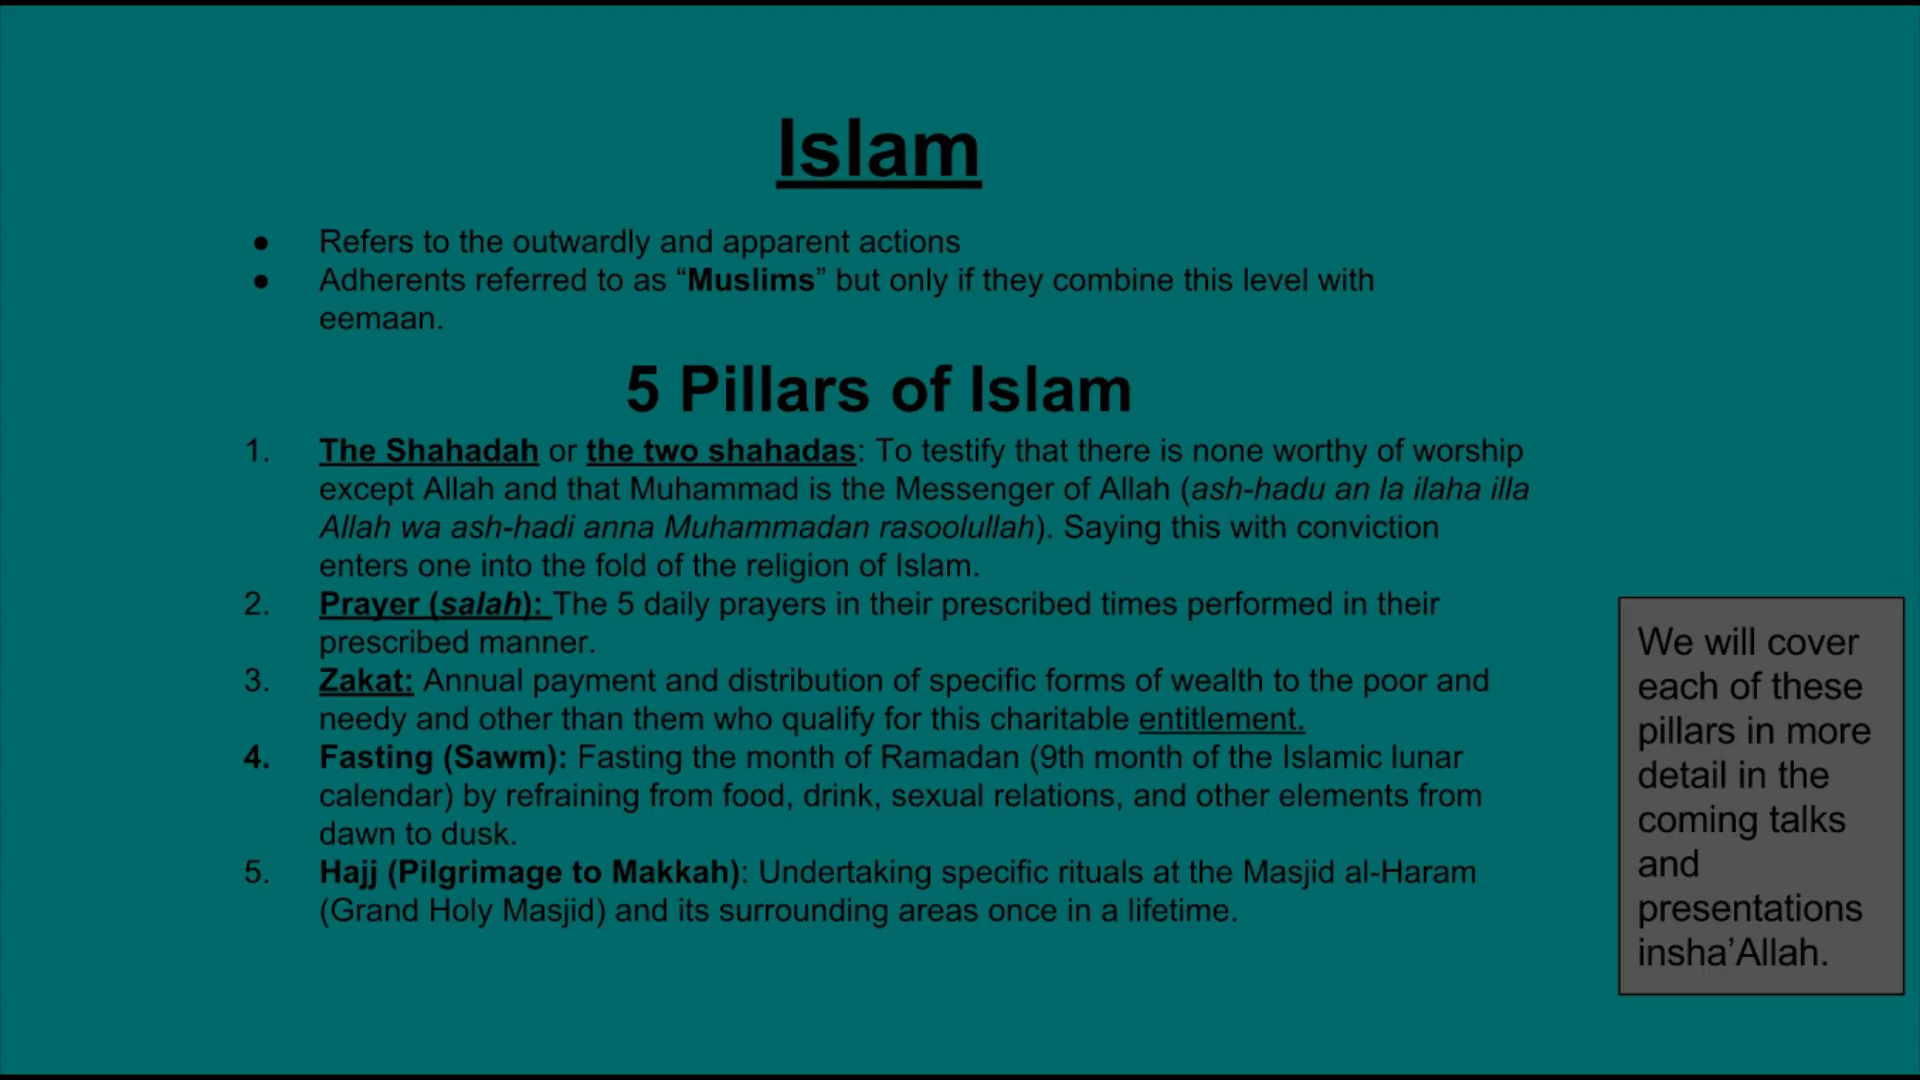 Islam
● Refers to the outwardly and apparent actions
● Adherents referred to as “Muslims” but only if they combine this level with
eemaan.
5 Pillars of Islam
1. The Shahadah or the two shahadas: To testify that there is none worthy of worship
except Allah and that Muhammad is the Messenger of Allah (ash-hadu an la ilaha illa
Allah wa ash-hadi anna Muhammadan rasoolullah). Saying this with conviction
enters one into the fold of the religion of Islam.
2. Prayer (salah): The 5 daily prayers in their prescribed times performed in their
prescribed manner.
3. Zakat: Annual payment and distribution of specific forms of wealth to the poor and
needy and other than them who qualify for this charitable entitlement.
4. Fasting (Sawm): Fasting the month of Ramadan (9th month of the Islamic lunar
calendar) by refraining from food, drink, sexual relations, and other elements from
dawn to dusk.
5. Hajj (Pilgrimage to Makkah): Undertaking specific rituals at the Masjid al-Haram
(Grand Holy Masjid) and its surrounding areas once in a lifetime.
We will cover
each of these
pillars in more
detail in the
coming talks
and
presentations
insha’Allah.